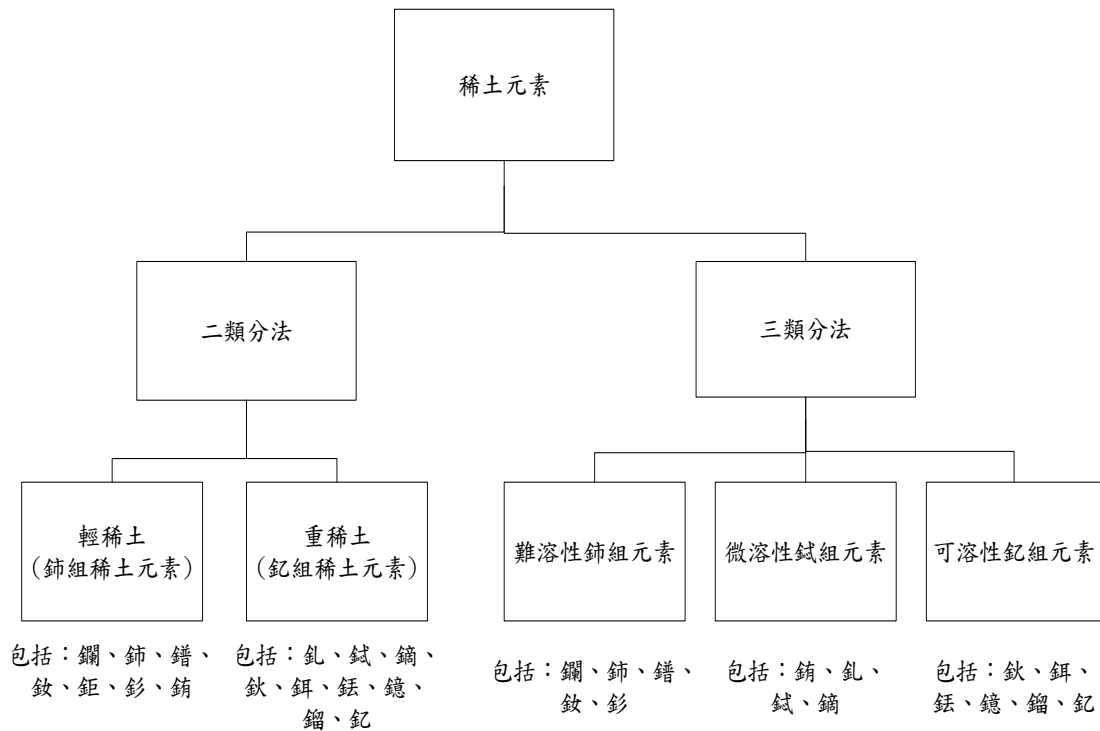 稀土元素
二類分法
三類分法
輕稀土
（鈰組稀土元素）
重稀土
（釔組稀土元素）
難溶性鈰組元素
微溶性鋱組元素
可溶性釔組元素
包括：鑭、鈰、鐠、
釹、鉅、釤、銪
包括：釓、鋱、鏑、
鈥、鉺、銩、鐿、
鎦、釔
包括：鑭、鈰、鐠、
釹、釤
包括：銪、釓、
鋱、鏑
包括：鈥、鉺、
銩、鐿、鎦、釔